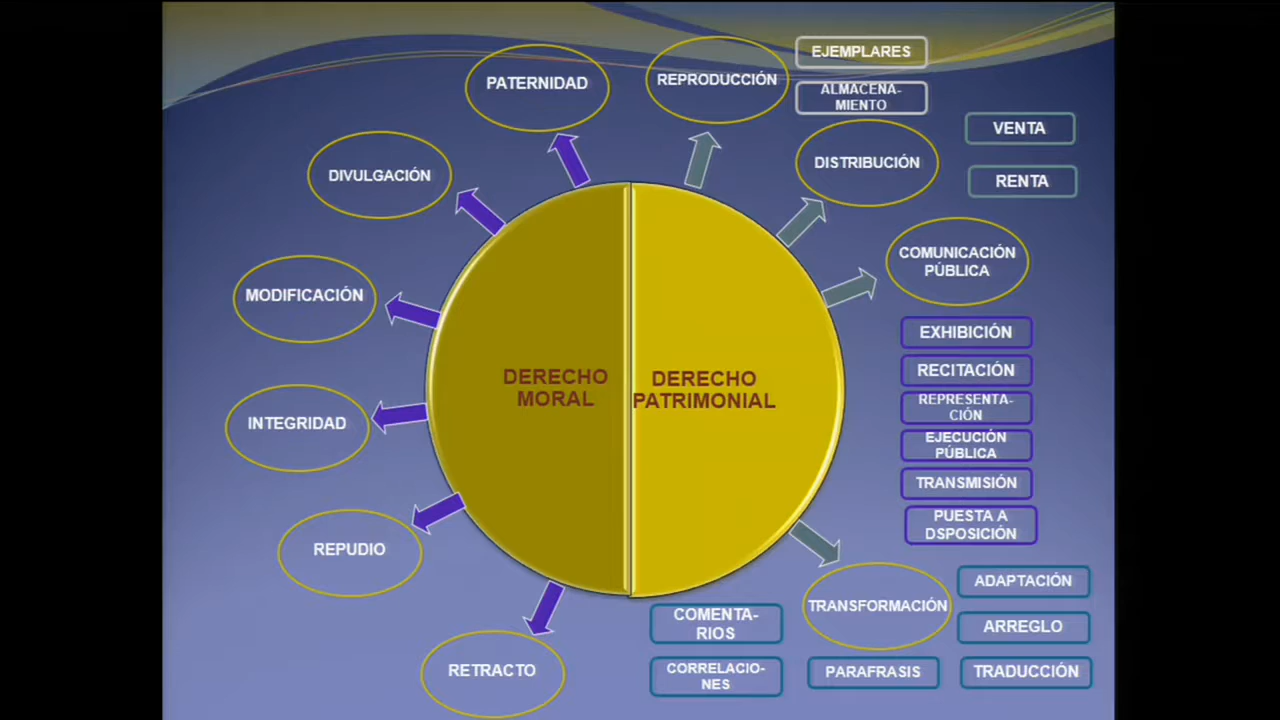 PATERNIDAD
REPRODUCCIÓN
EJEMPLARES
ALMACENA-
MIENTO
DIVULGACIÓN
DISTRIBUCIÓN
VENTA
RENTA
MODIFICACIÓN
COMUNICACIÓN
PÚBLICA
EXHIBICIÓN
RECITACIÓN
REPRESENTA-
CIÓN
EJECUCIÓN
PÚBLICA
TRANSMISIÓN
PUESTA A
DSPOSICIÓN
DERECHO
MORAL
DERECHO
PATRIMONIAL
INTEGRIDAD
REPUDIO
RETRACTO
TRANSFORMACIÓN
ADAPTACIÓN
ARREGLO
TRADUCCIÓN
PARAFRASIS
COMENTA-
RIOS
CORRELACIO-
NES